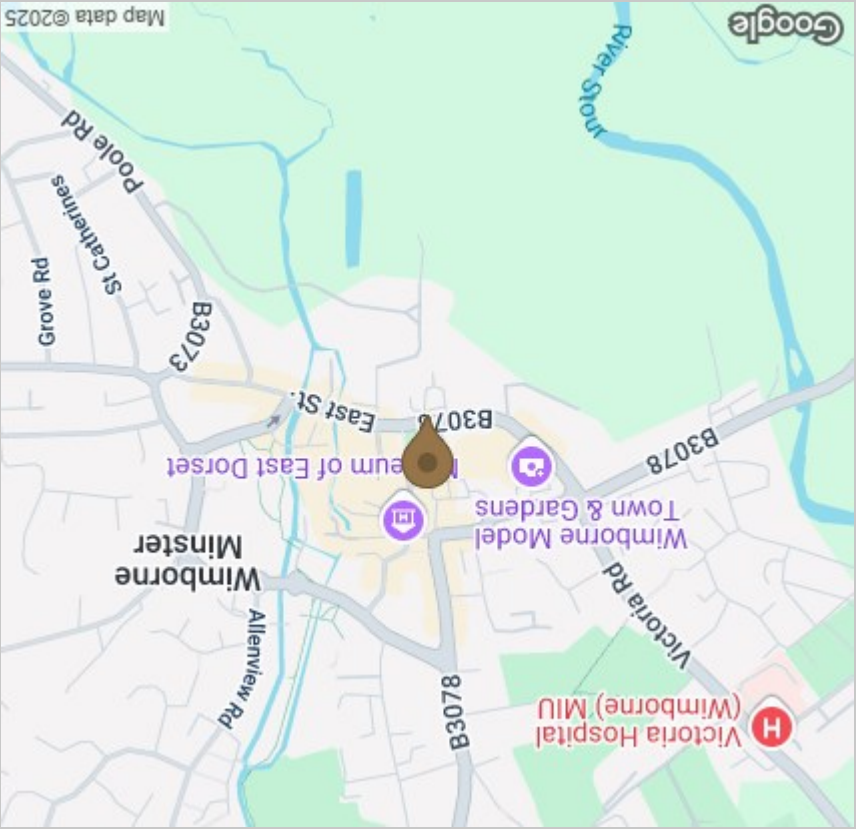 Victoria Hospital
(Wimborne) MIU
B3078
Victoria Rd
Allenview Rd
Wimborne
Minster
Wimborne Model
Town & Gardens
eum of East Dorset
B3078
B3078
East St.
B3073
Grove Rd
St Catherines
Poole Rd
River Stour
Google
Map data ©2025